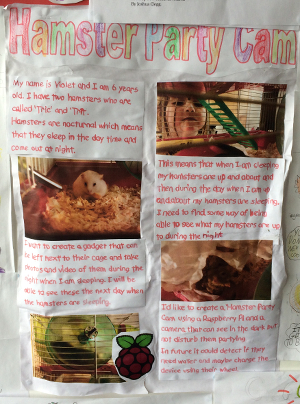 Hamster Party Cam
My name is Violet and I am 6 years
old. I have two hamsters who are
called 'Tric' and 'Trit'.
Hamsters are nocturnal which means
that they sleep in the day time and
come out at night.
I want to create a gadget that can
be left next to their cage and take
photos and video of them during the
night when I am sleeping. I will be
able to see these the next day when
the hamsters are sleeping.
This means that when I am sleeping
my hamsters are up and about and
then during the day when I am up
and about my hamsters are sleeping.
I need to find some way of being
able to see what my hamsters are up
to during the night.
I'd like to create a 'Hamster Party
Cam' using a Raspberry Pi and a
camera that can see in the dark but
not disturb them partying.
In future it could detect if they
need water and maybe charge the
device using their wheel.